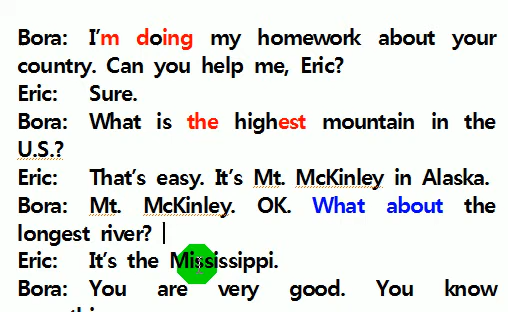 Bora: I'm doing my homework about your
country. Can you help me, Eric?
Eric: Sure.
Bora: What is the highest mountain in the
U.S.?
Eric: That's easy. It's Mt. McKinley in Alaska.
Bora: Mt. McKinley. OK. What about the
longest river?
Eric: It's the Mississippi.
Bora: You are very good. You know